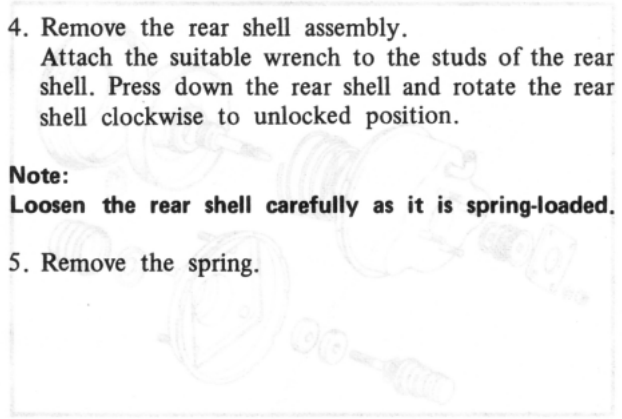 4. Remove the rear shell assembly.
Attach the suitable wrench to the studs of the rear
shell. Press down the rear shell and rotate the rear
shell clockwise to unlocked position.
Note:
Loosen the rear shell carefully as it is spring-loaded.
5. Remove the spring.